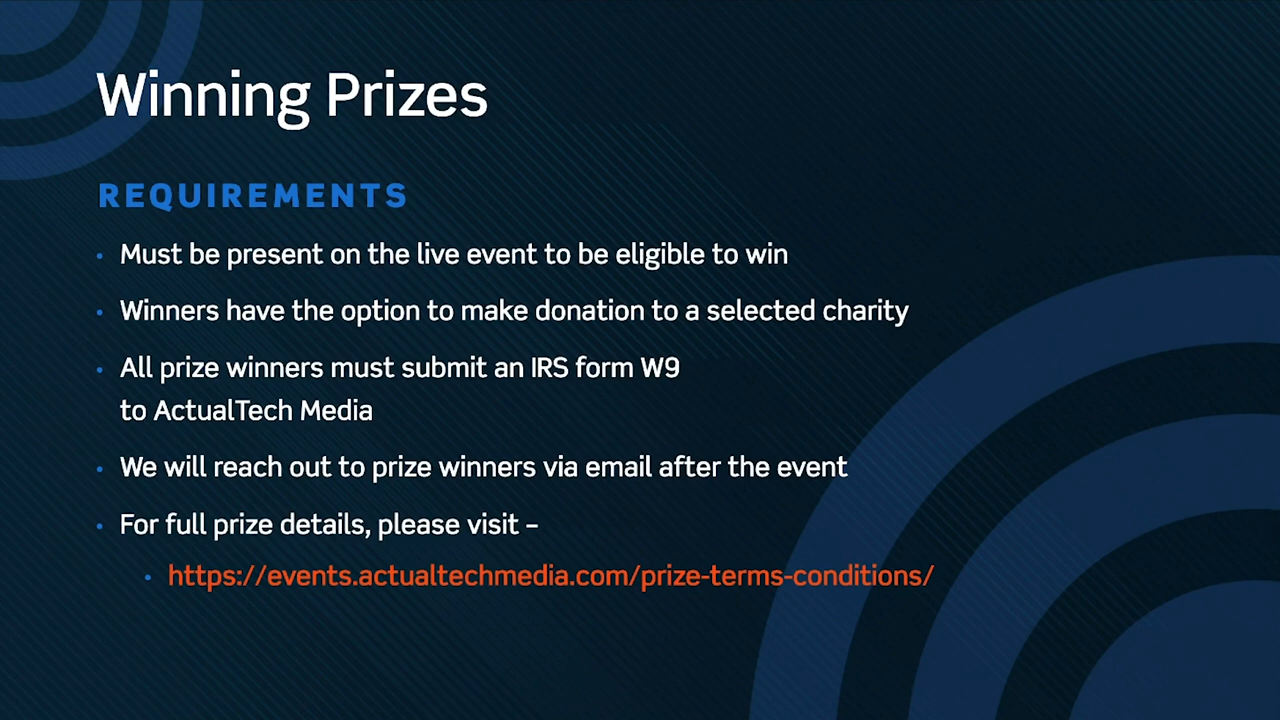 Winning Prizes
REQUIREMENTS
• Must be present on the live event to be eligible to win
• Winners have the option to make donation to a selected charity
• All prize winners must submit an IRS form W9
to ActualTech Media
• We will reach out to prize winners via email after the event
• For full prize details, please visit –
• https://events.actualtechmedia.com/prize-terms-conditions/